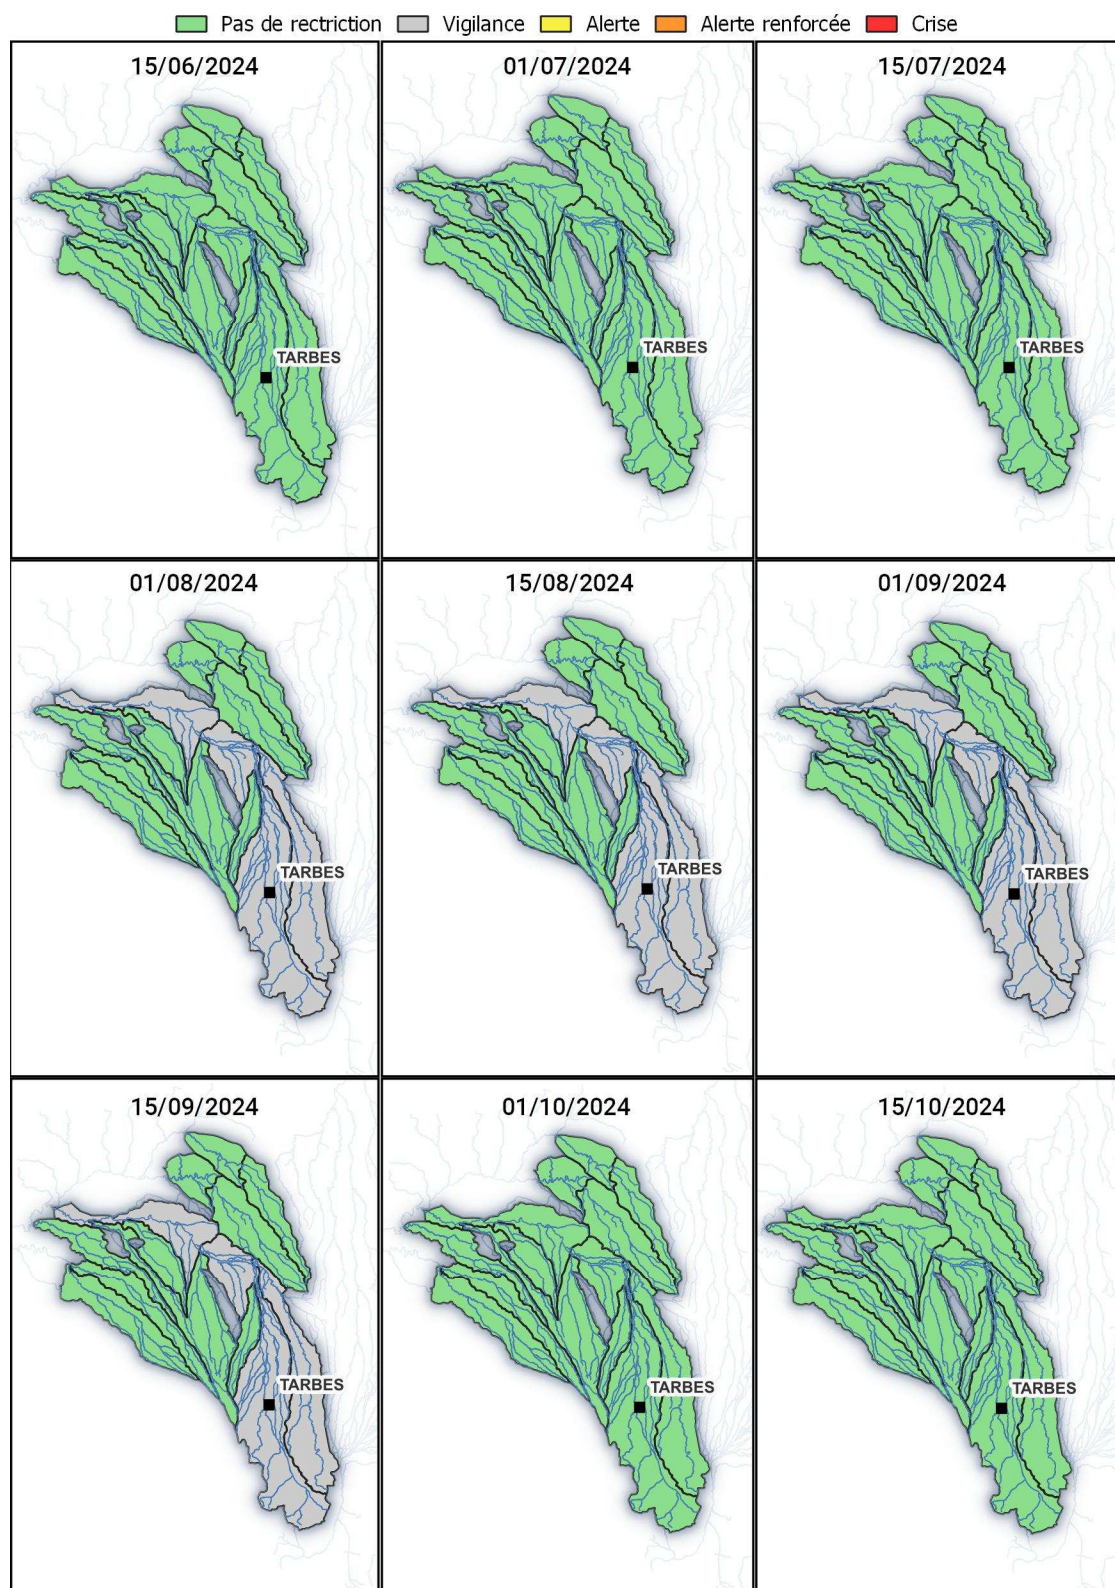 Pas de rectriction Vigilance Alerte Alerte renforcée Crise
15/06/2024 01/07/2024 15/07/2024
TARBES TARBES TARBES
01/08/2024 15/08/2024 01/09/2024
TARBES TARBES TARBES
15/09/2024 01/10/2024 15/10/2024
TARBES TARBES TARBES